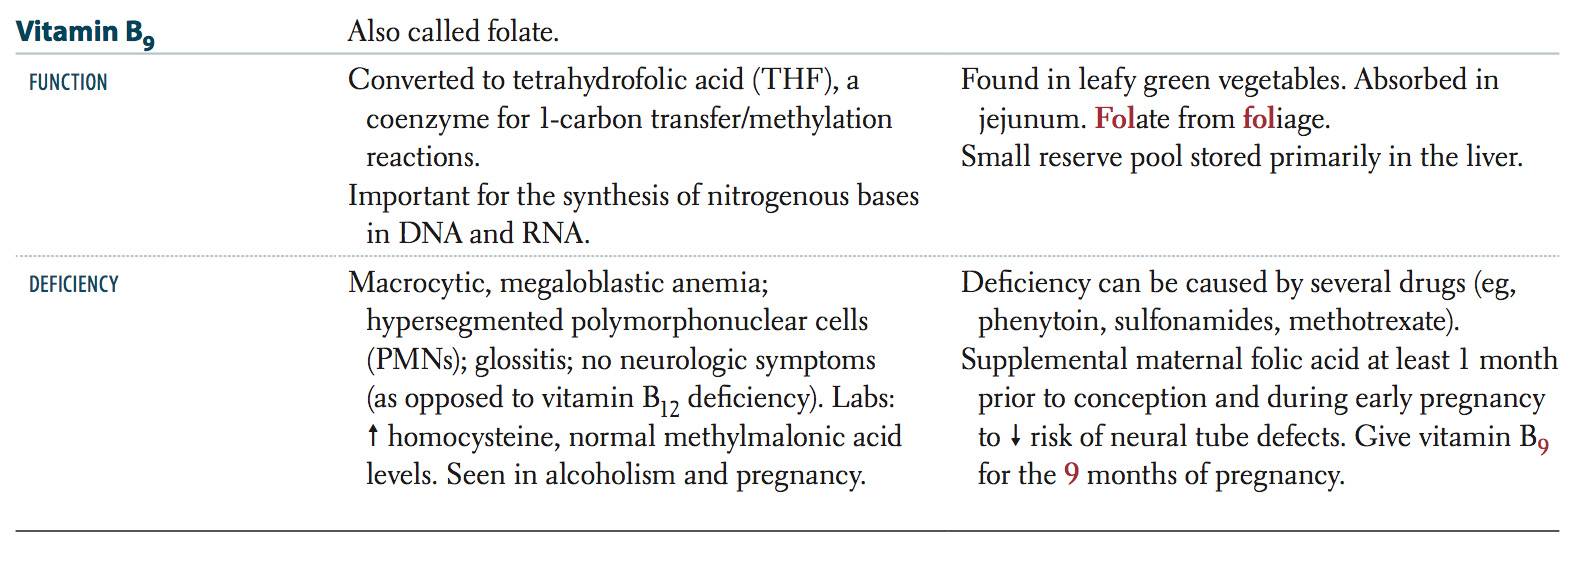 Vitamin B9
Also called folate.
FUNCTION
Converted to tetrahydrofolic acid (THF), a
coenzyme for 1-carbon transfer/methylation
reactions.
Important for the synthesis of nitrogenous bases
in DNA and RNA.
Found in leafy green vegetables. Absorbed in
jejunum. Folate from foliage.
Small reserve pool stored primarily in the liver.
DEFICIENCY
Macrocytic, megaloblastic anemia;
hypersegmented polymorphonuclear cells
(PMNs); glossitis; no neurologic symptoms
(as opposed to vitamin B12 deficiency). Labs:
↑ homocysteine, normal methylmalonic acid
levels. Seen in alcoholism and pregnancy.
Deficiency can be caused by several drugs (eg,
phenytoin, sulfonamides, methotrexate).
Supplemental maternal folic acid at least 1 month
prior to conception and during early pregnancy
to ↓ risk of neural tube defects. Give vitamin B9
for the 9 months of pregnancy.